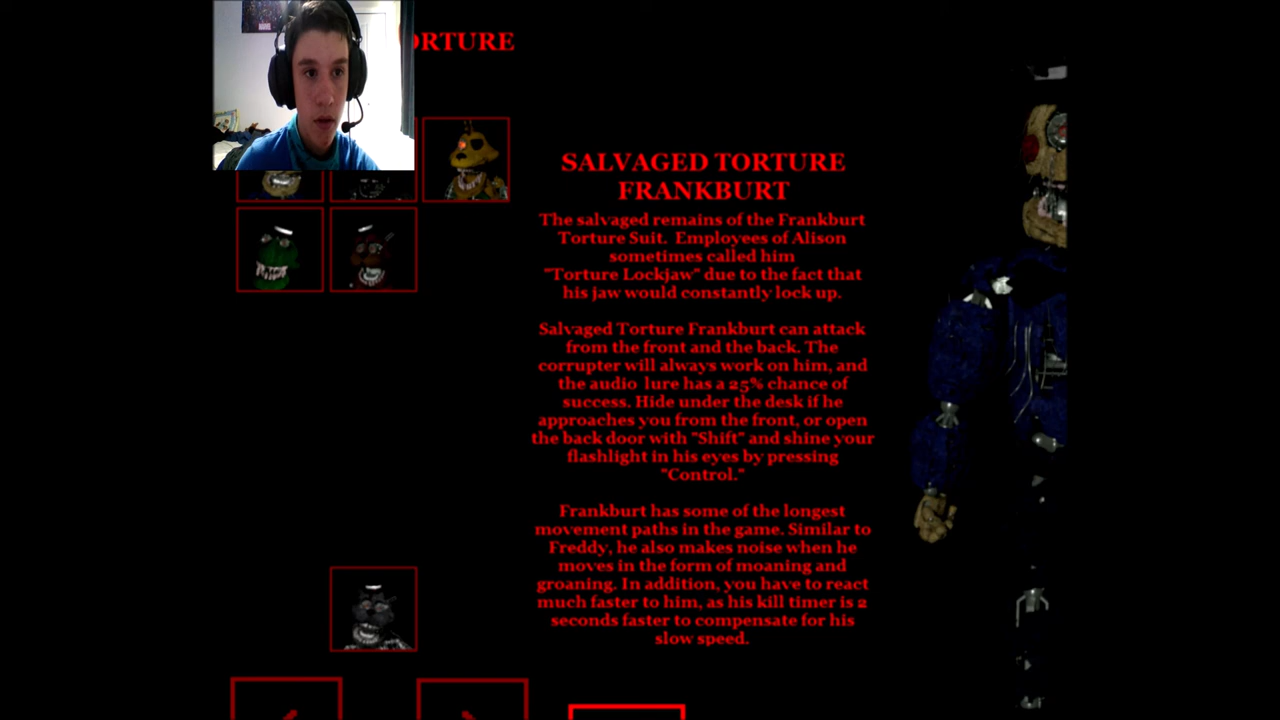 ORTURE
SALVAGED TORTURE
FRANKBURT
The salvaged remains of the Frankburt
Torture Suit. Employees of Alison
sometimes called him
"Torture Lockjaw" due to the fact that
his jaw would constantly lock up.
Salvaged Torture Frankburt can attack
from the front and the back. The
corrupter will always work on him, and
the audio lure has a 25% chance of
success. Hide under the desk if he
approaches you from the front, or open
the back door with "Shift" and shine your
flashlight in his eyes by pressing
"Control."
Frankburt has some of the longest
movement paths in the game. Similar to
Freddy, he also makes noise when he
moves in the form of moaning and
groaning. In addition, you have to react
much faster to him, as his kill timer is 2
seconds faster to compensate for his
slow speed.